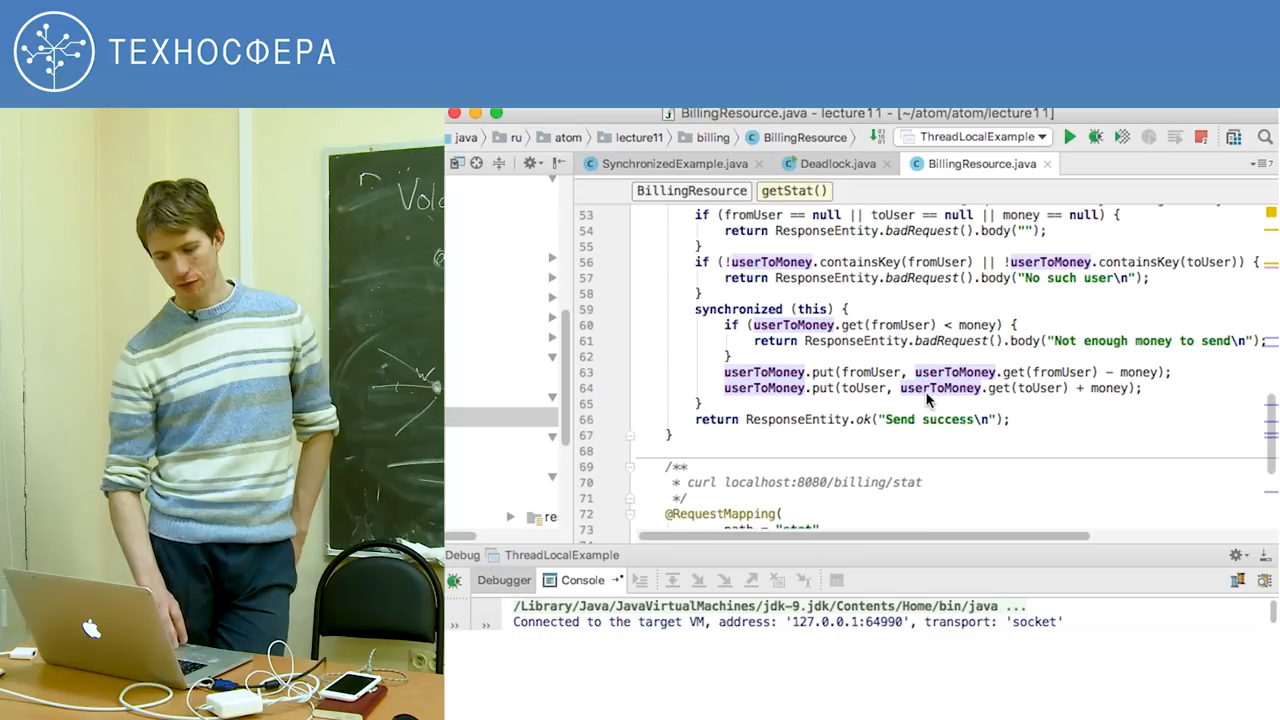 ТЕХНОСФЕРА
BillingResource.java - lecture11 - [~/atom/atom/lecture11]
java ru atom lecture11 billing BillingResource ThreadLocalExample
SynchronizedExample.java Deadlock.java BillingResource.java
BillingResource getStat()
53 if (fromUser == null || toUser == null || money == null) {
54 return ResponseEntity.badRequest().body("");
55 }
56 if (!userToMoney.containsKey(fromUser) || !userToMoney.containsKey(toUser)) {
57 return ResponseEntity.badRequest().body("No such user\n");
58 }
59 synchronized (this) {
60 if (userToMoney.get(fromUser) < money) {
61 return ResponseEntity.badRequest().body("Not enough money to send\n");
62 }
63 userToMoney.put(fromUser, userToMoney.get(fromUser) - money);
64 userToMoney.put(toUser, userToMoney.get(toUser) + money);
65 }
66 return ResponseEntity.ok("Send success\n");
67 }
68
69 /**
70 * curl localhost:8080/billing/stat
71 */
72 @RequestMapping(
73 path = "stat"
re
Debug ThreadLocalExample
Debugger Console
/Library/Java/JavaVirtualMachines/jdk-9.jdk/Contents/Home/bin/java ...
Connected to the target VM, address: '127.0.0.1:64990', transport: 'socket'